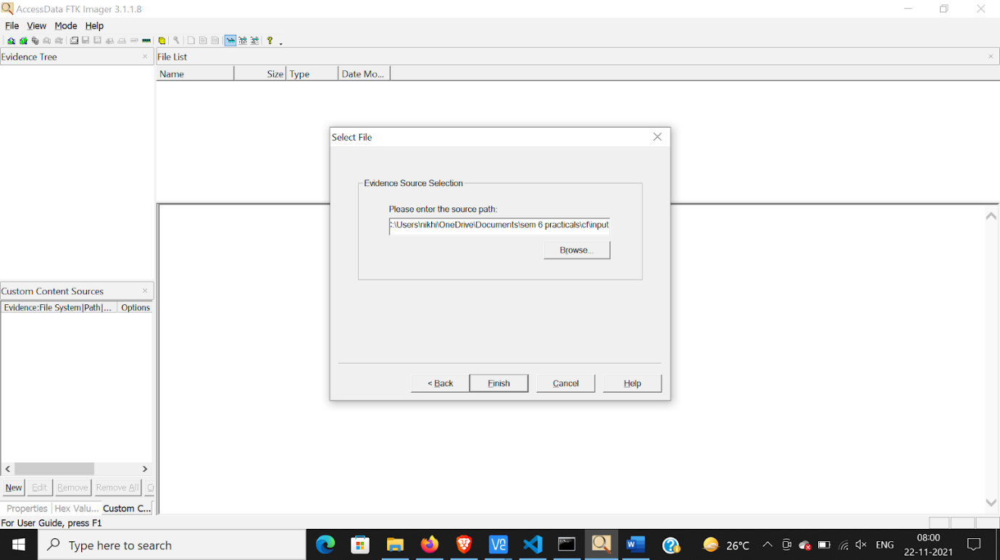 AccessData FTK Imager 3.1.1.8
File View Mode Help
Evidence Tree
File List
Name Size Type Date Mo...
Select File
Evidence Source Selection
Please enter the source path:
:\Users\nikhi\OneDrive\Documents\sem 6 practicals\cf\input
Browse...
Custom Content Sources
Evidence:File System|Path|... Options
< Back Finish Cancel Help
New Edit Remove Remove All
Properties Hex Valu... Custom C...
For User Guide, press F1
Type here to search
26°C
ENG
08:00
22-11-2021